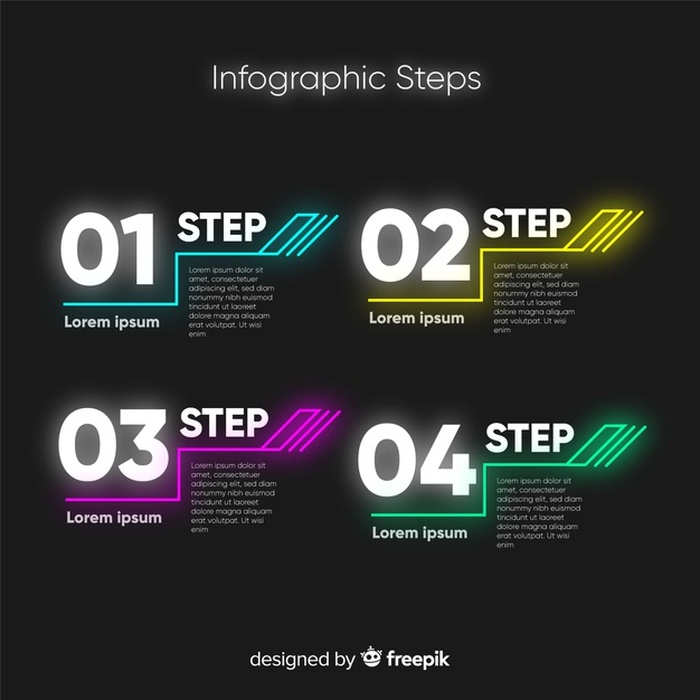 Infographic Steps
01 STEP
Lorem ipsum dolor sit
amet, consectetuer
adipiscing elit, sed diam
nonummy nibh euismod
tincidunt ut laoreet
dolore magna aliquam
erat volutpat. Ut wisi
enim
Lorem ipsum
02 STEP
Lorem ipsum dolor sit
amet, consectetuer
adipiscing elit, sed diam
nonummy nibh euismod
tincidunt ut laoreet
dolore magna aliquam
erat volutpat. Ut wisi
enim
Lorem ipsum
03 STEP
Lorem ipsum dolor sit
amet, consectetuer
adipiscing elit, sed diam
nonummy nibh euismod
tincidunt ut laoreet
dolore magna aliquam
erat volutpat. Ut wisi
enim
Lorem ipsum
04 STEP
Lorem ipsum dolor sit
amet, consectetuer
adipiscing elit, sed diam
nonummy nibh euismod
tincidunt ut laoreet
dolore magna aliquam
erat volutpat. Ut wisi
enim
Lorem ipsum
designed by freepik